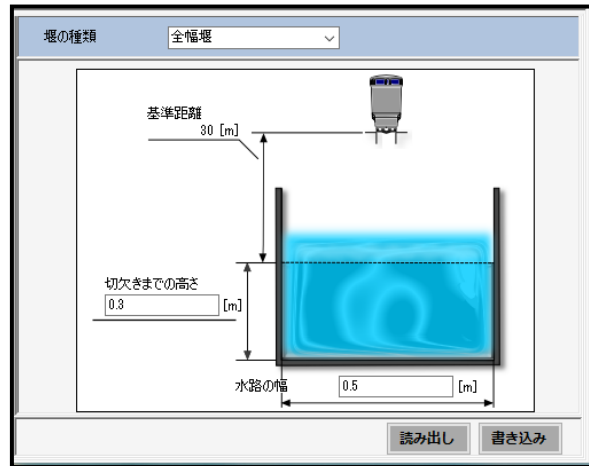 堰の種類 全幅堰
基準距離
30 [m]
切欠きまでの高さ
0.3 [m]
水路の幅 0.5 [m]
読み出し 書き込み